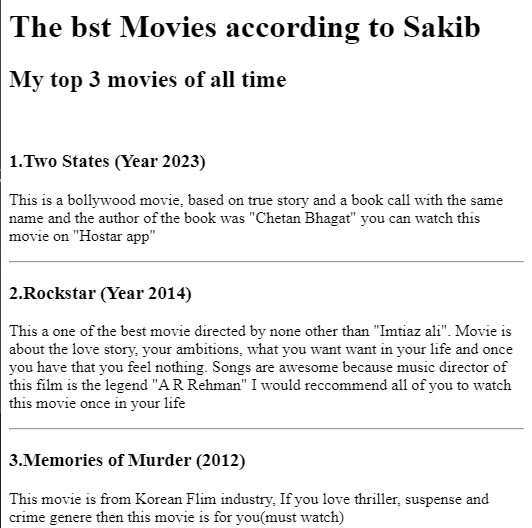 The bst Movies according to Sakib
My top 3 movies of all time
1.Two States (Year 2023)
This is a bollywood movie, based on true story and a book call with the same
name and the author of the book was "Chetan Bhagat" you can watch this
movie on "Hostar app"
2.Rockstar (Year 2014)
This a one of the best movie directed by none other than "Imtiaz ali". Movie is
about the love story, your ambitions, what you want want in your life and once
you have that you feel nothing. Songs are awesome because music director of
this film is the legend "A R Rehman" I would reccommend all of you to watch
this movie once in your life
3.Memories of Murder (2012)
This movie is from Korean Flim industry, If you love thriller, suspense and
crime genere then this movie is for you(must watch)